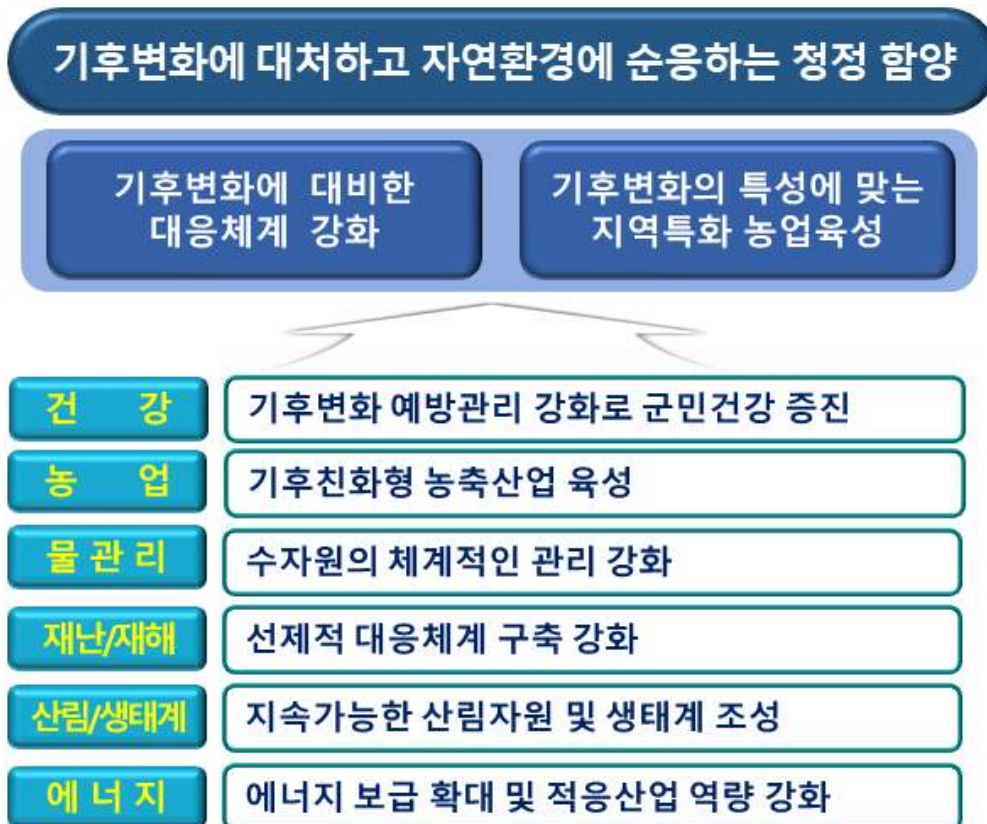 기후변화에 대처하고 자연환경에 순응하는 청정 함양
기후변화에 대비한
대응체계 강화
기후변화의 특성에 맞는
지역특화 농업육성
건 강
기후변화 예방관리 강화로 군민건강 증진
농 업
기후친화형 농축산업 육성
물 관 리
수자원의 체계적인 관리 강화
재난/재해
선제적 대응체계 구축 강화
산림/생태계
지속가능한 산림자원 및 생태계 조성
에 너 지
에너지 보급 확대 및 적응산업 역량 강화